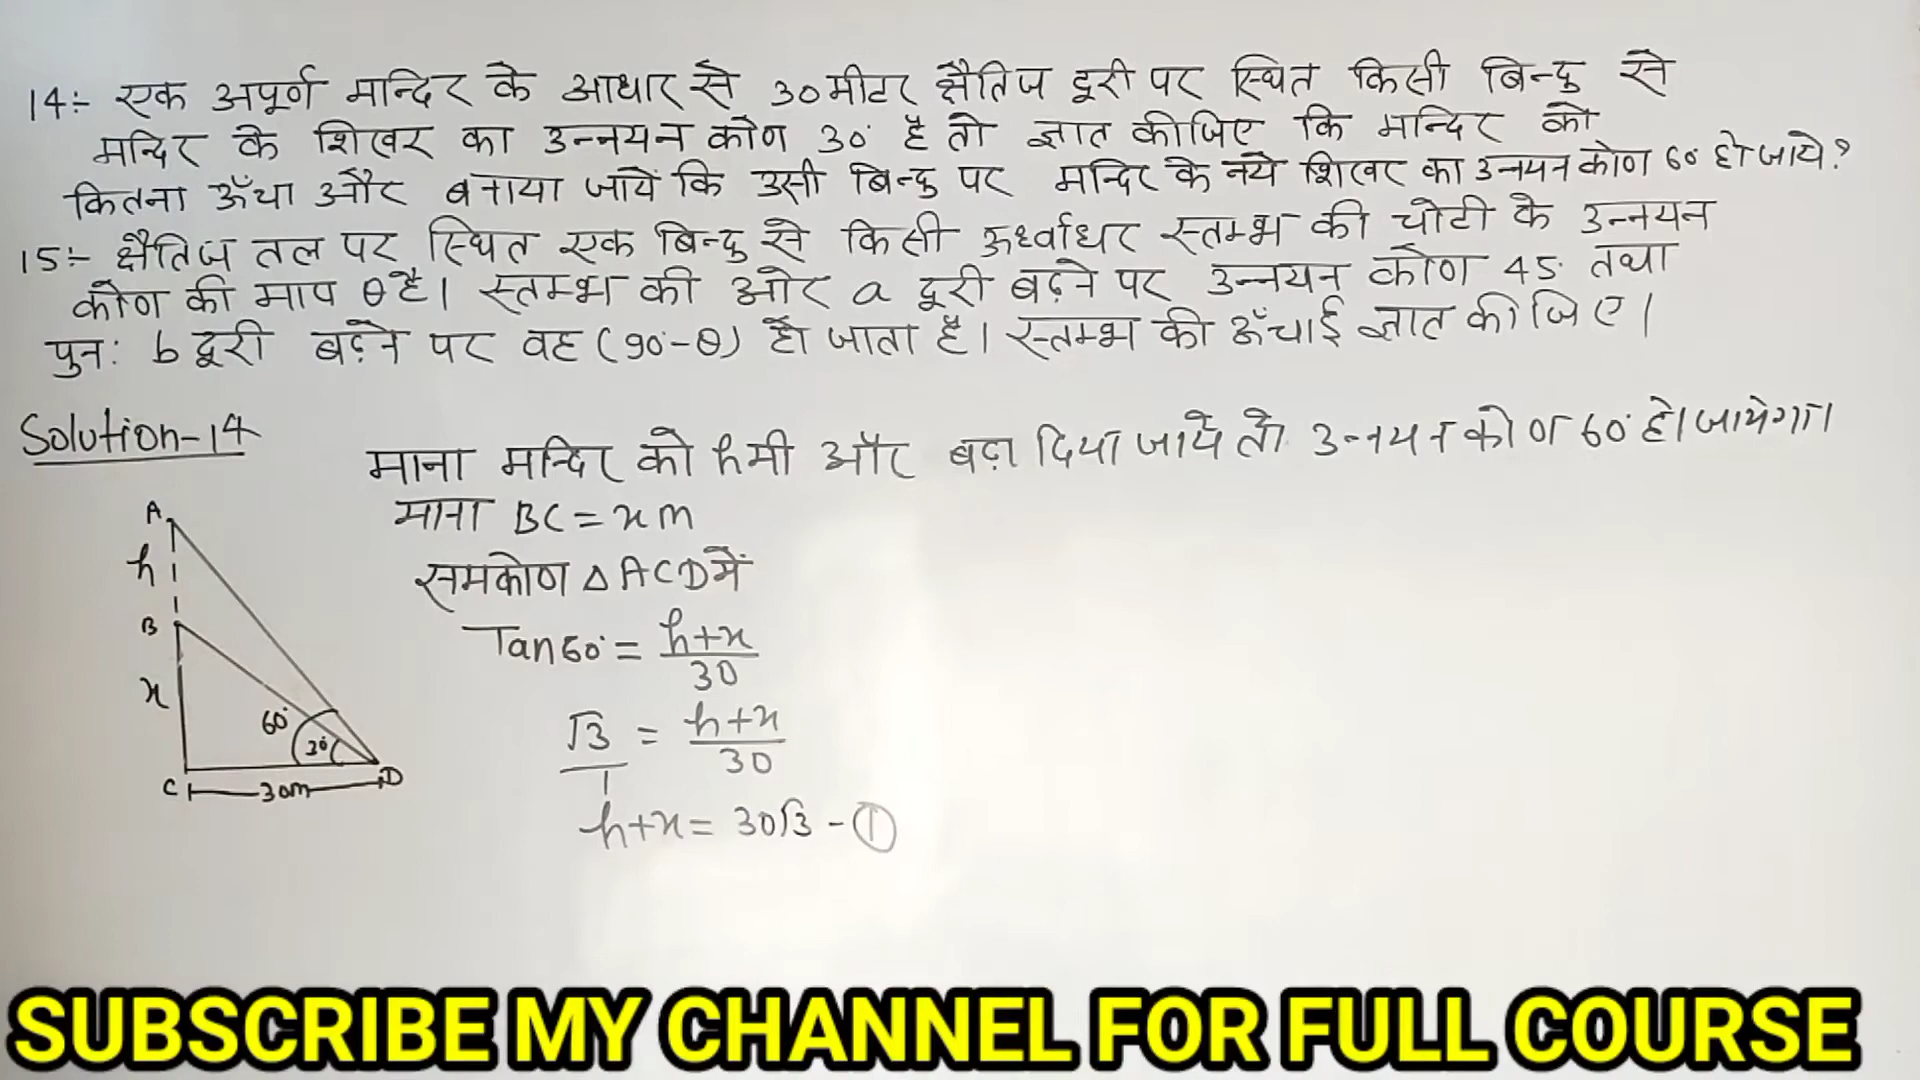 14:- एक अपूर्ण मन्दिर के आधार से 30मीटर क्षैतिज दूरी पर स्थित किसी बिन्दु से
मन्दिर के शिखर का उन्नयन कोण 30° है तो ज्ञात कीजिए कि मन्दिर को
कितना ऊँचा और बनाया जाये कि उसी बिन्दु पर मन्दिर के नये शिखर का उन्नयन कोण 60° हो जाये?
15:- क्षैतिज तल पर स्थित एक बिन्दु से किसी ऊर्ध्वाधर स्तम्भ की चोटी के उन्नयन
कोण की माप θ है। स्तम्भ की ओर a दूरी बढ़ने पर उन्नयन कोण 45° तथा
पुनः b दूरी बढ़ने पर वह (90°-θ) हो जाता है। स्तम्भ की ऊँचाई ज्ञात कीजिए।
Solution-14
माना मन्दिर को h मी और बढ़ा दिया जाये तो उन्नयन कोण 60° हो जायेगा।
माना BC = x m
समकोण △ACD में
Tan60° = h+x/30
√3/1 = h+x/30
h+x = 30√3 - ①
A
h
B
x
60°
30°
C
30m
D
SUBSCRIBE MY CHANNEL FOR FULL COURSE